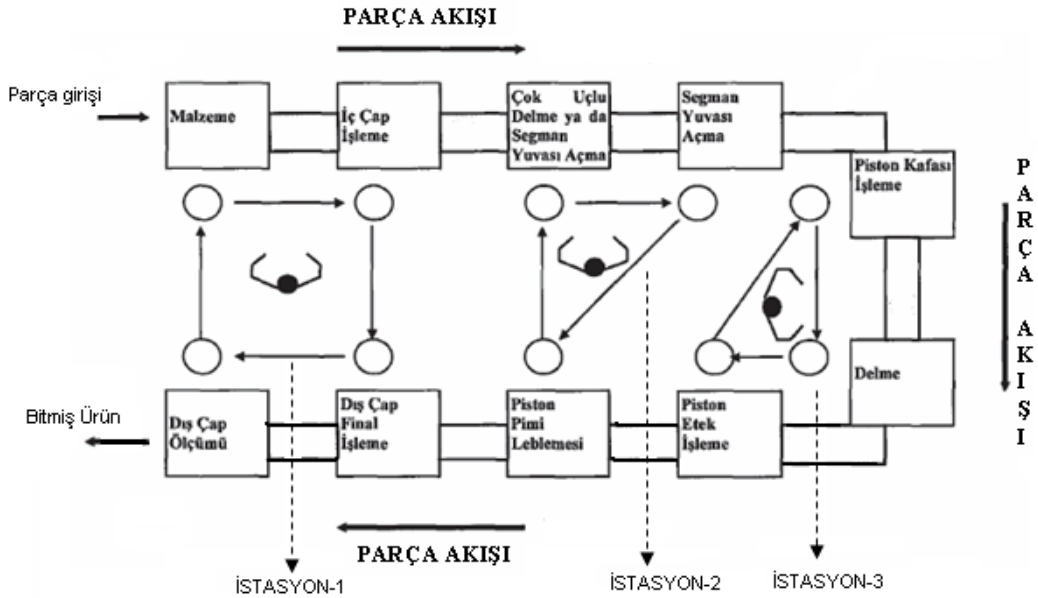 PARÇA AKIŞI
Parça girişi
Malzeme
İç Çap
İşleme
Çok Uçlu
Delme ya da
Segman
Yuvası Açma
Segman
Yuvası
Açma
Piston Kafası
İşleme
PARÇA AKIŞI
Delme
Piston
Etek
İşleme
Piston
Pimi
Leblemesi
Dış Çap
Final
İşleme
Dış Çap
Ölçümü
Bitmiş Ürün
PARÇA AKIŞI
İSTASYON-1
İSTASYON-2
İSTASYON-3